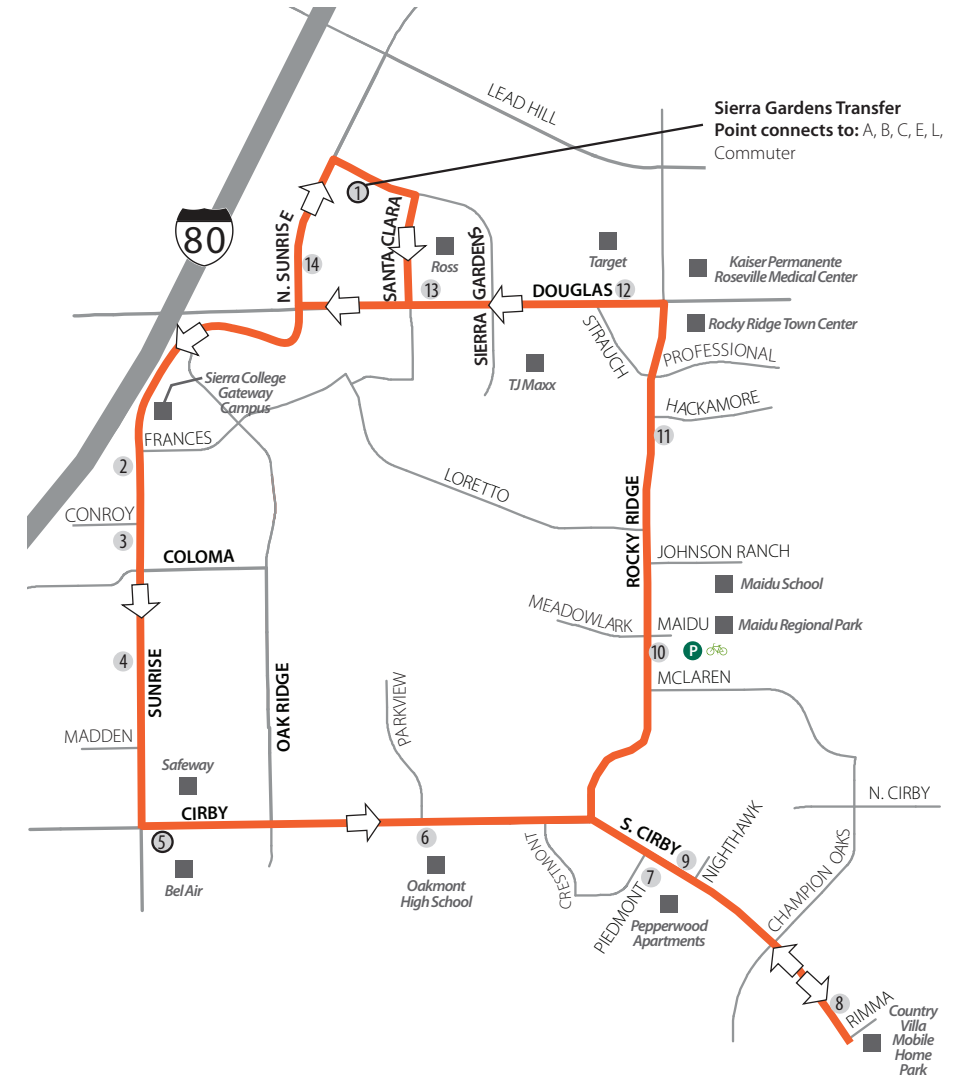 LEAD HILL
Sierra Gardens Transfer
Point connects to: A, B, C, E, L,
Commuter
1
80
N. SUNRISE
SANTA CLARA
14
Ross
SIERRA GARDENS
Target
Kaiser Permanente
Roseville Medical Center
13
DOUGLAS
12
STRAUCH
Rocky Ridge Town Center
PROFESSIONAL
TJ Maxx
Sierra College
Gateway
Campus
HACKAMORE
FRANCES
11
2
LORETTO
ROCKY RIDGE
CONROY
3
COLOMA
JOHNSON RANCH
Maidu School
MEADOWLARK
MAIDU
Maidu Regional Park
10
P
4
SUNRISE
OAK RIDGE
PARKVIEW
MCLAREN
MADDEN
Safeway
CIRBY
N. CIRBY
5
6
S. CIRBY
NIGHTHAWK
CHAMPION OAKS
9
Bel Air
Oakmont
High School
CRESTMONT
7
PIEDMONT
Pepperwood
Apartments
8
RIMMA
Country
Villa
Mobile
Home
Park